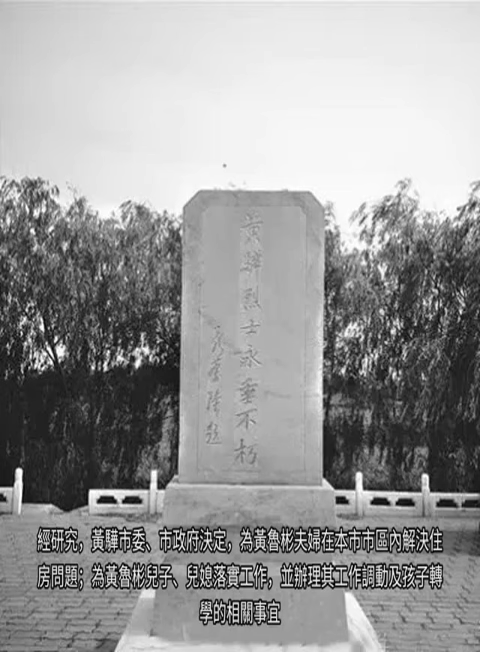 黄驊烈士永垂不朽
經研究，黃驊市委、市政府決定，為黃魯彬夫婦在本市市區內解決住
房問題；為黃魯彬兒子、兒媳落實工作，並辦理其工作調動及孩子轉
學的相關事宜